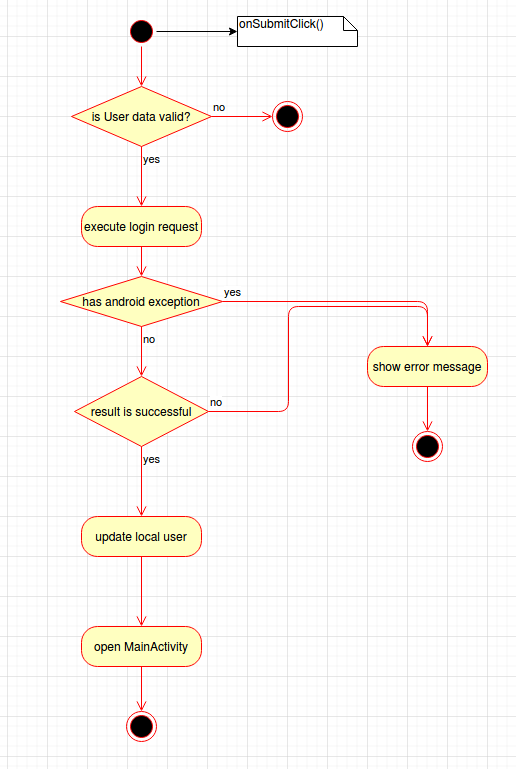 onSubmitClick()
is User data valid?
no
yes
execute login request
has android exception
yes
no
show error message
result is successful
no
yes
update local user
open MainActivity